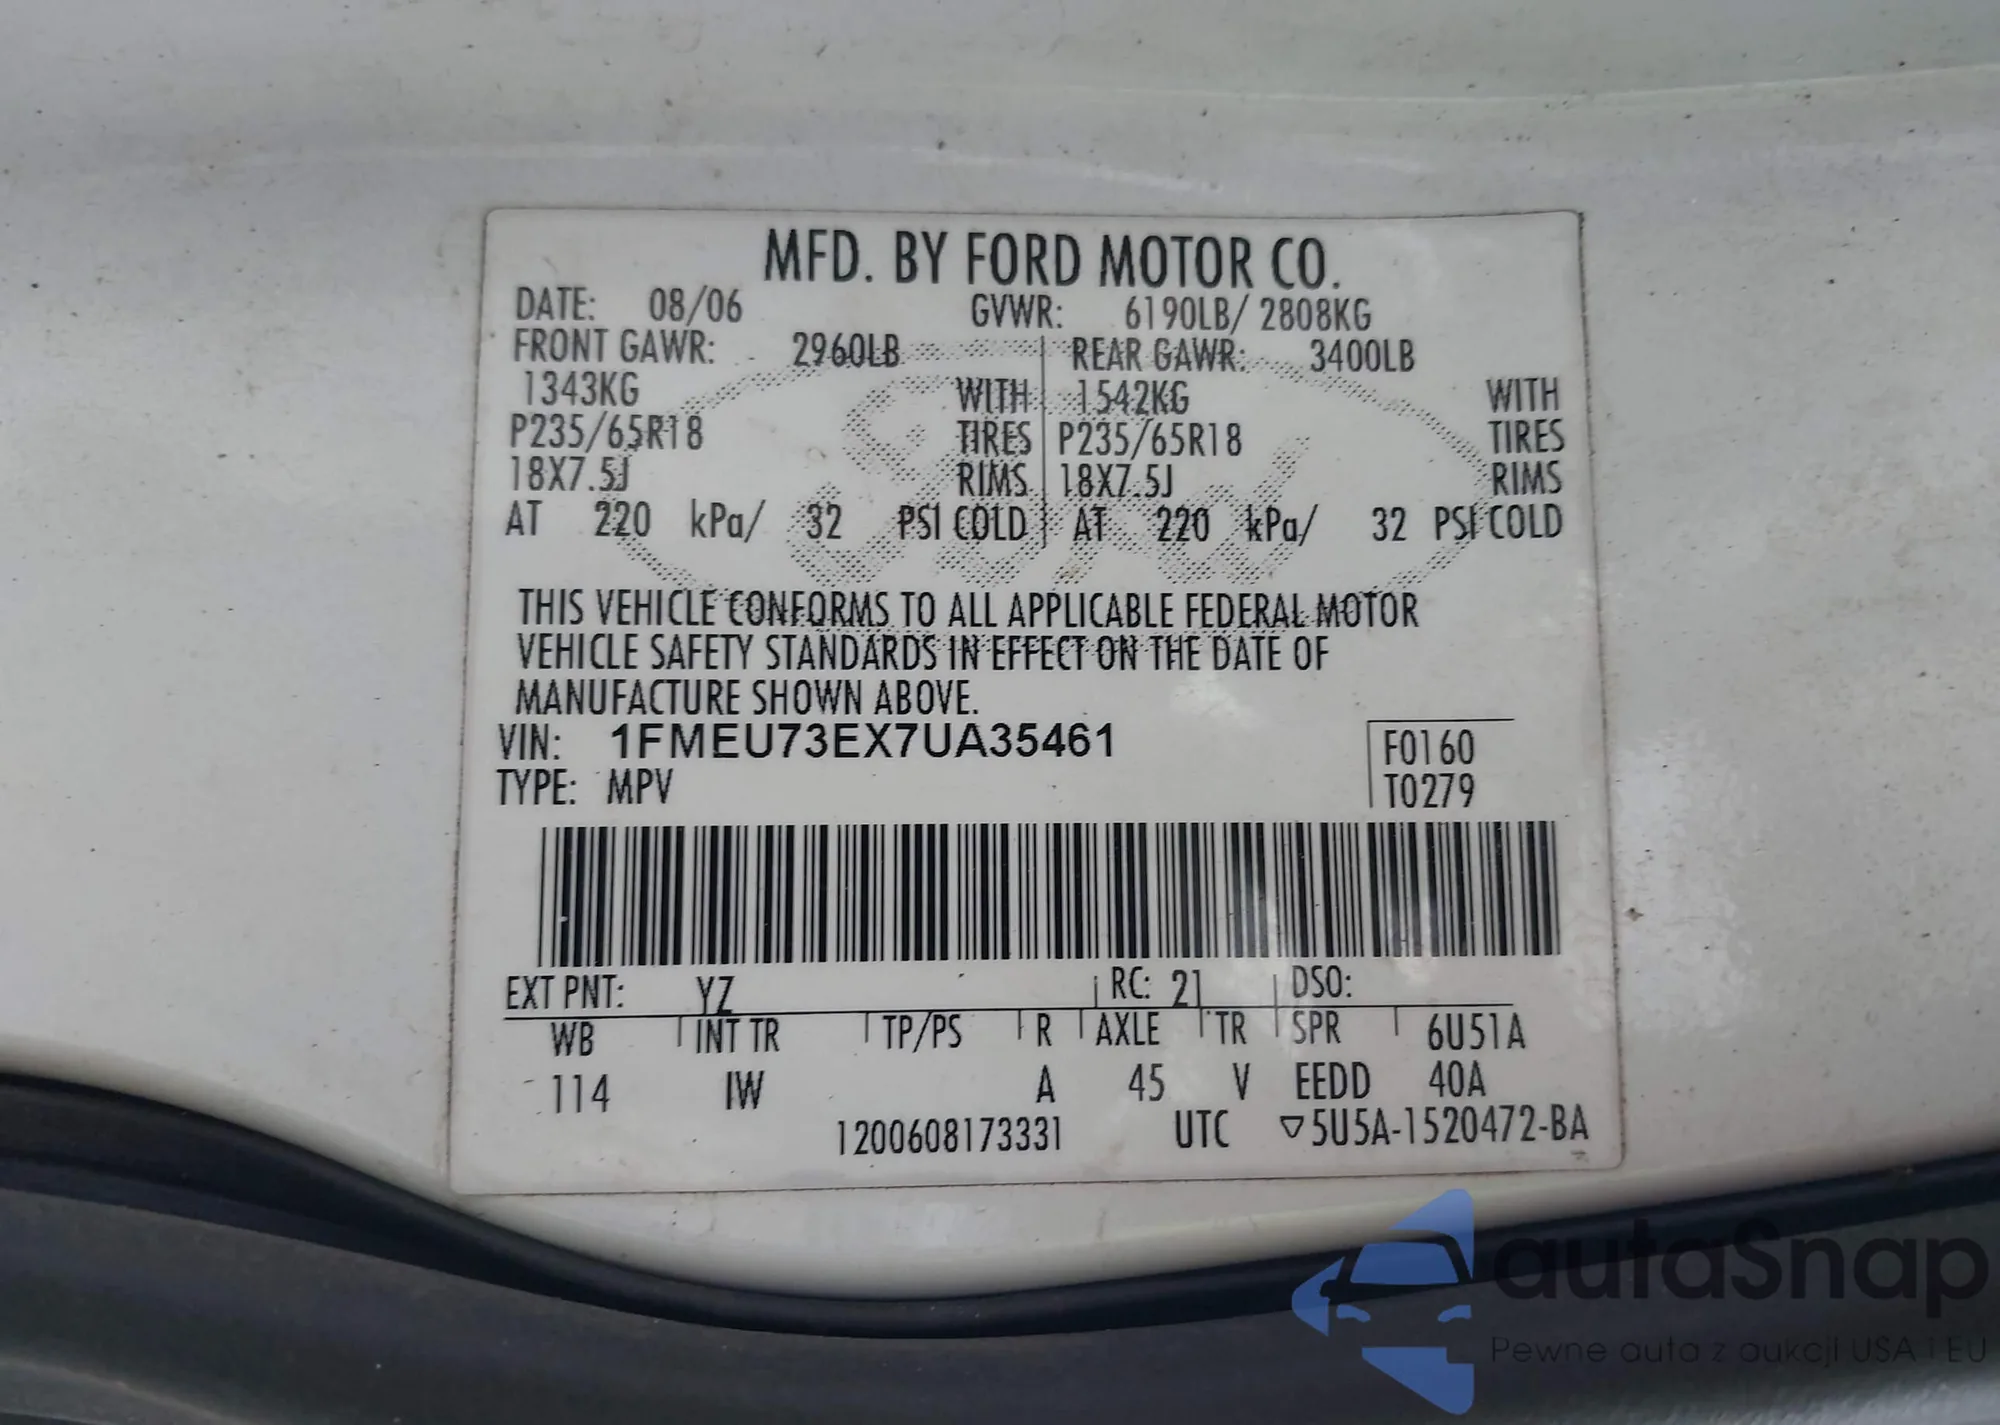 MFD. BY FORD MOTOR CO.
DATE: 08/06 GVWR: 6190LB/ 2808KG
FRONT GAWR: 2960LB REAR GAWR: 3400LB
1343KG WITH 1542KG WITH
P235/65R18 TIRES P235/65R18 TIRES
18X7.5J RIMS 18X7.5J RIMS
AT 220 kPa/ 32 PSI COLD AT 220 kPa/ 32 PSI COLD
THIS VEHICLE CONFORMS TO ALL APPLICABLE FEDERAL MOTOR
VEHICLE SAFETY STANDARDS IN EFFECT ON THE DATE OF
MANUFACTURE SHOWN ABOVE.
VIN: 1FMEU73EX7UA35461 F0160
TYPE: MPV T0279
EXT PNT: YZ RC: 21 DSO:
WB INT TR TP/PS R AXLE TR SPR 6U51A
114 IW A 45 V EEDD 40A
1200608173331 UTC ▽5U5A-1520472-BA
Ford
autaSnap
Pewne auta z aukcji USA i EU